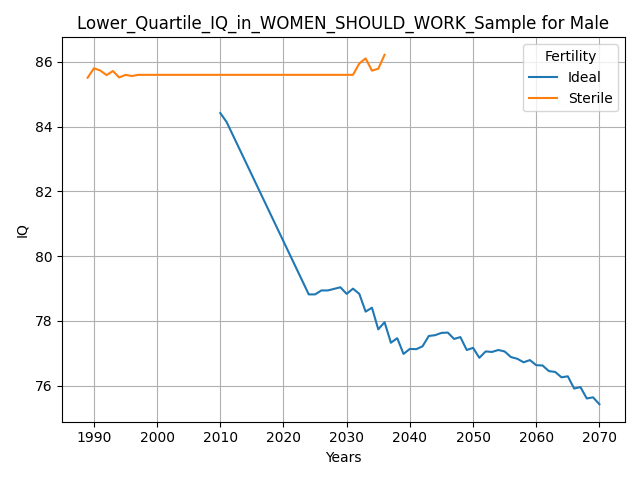 Lower_Quartile_IQ_in_WOMEN_SHOULD_WORK_Sample for Male
Fertility
Ideal
Sterile
IQ
86
84
82
80
78
76
1990 2000 2010 2020 2030 2040 2050 2060 2070
Years